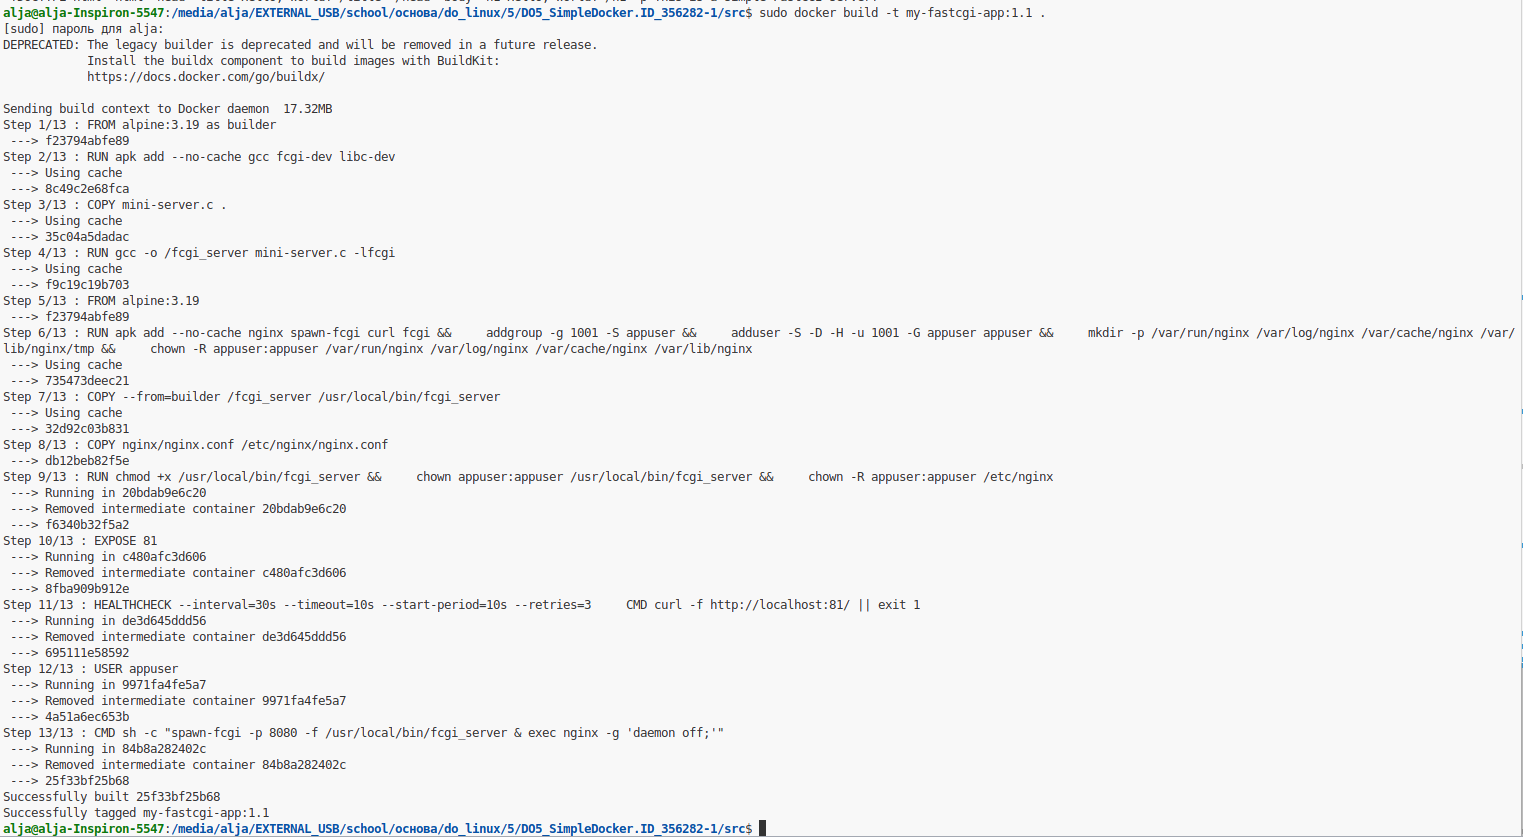 alja@alja-Inspiron-5547:/media/alja/EXTERNAL_USB/school/основа/do_linux/5/DO5_SimpleDocker.ID_356282-1/src$ sudo docker build -t my-fastcgi-app:1.1 .
[sudo] пароль для alja:
DEPRECATED: The legacy builder is deprecated and will be removed in a future release.
            Install the buildx component to build images with BuildKit:
            https://docs.docker.com/go/buildx/

Sending build context to Docker daemon  17.32MB
Step 1/13 : FROM alpine:3.19 as builder
 ---> f23794abfe89
Step 2/13 : RUN apk add --no-cache gcc fcgi-dev libc-dev
 ---> Using cache
 ---> 8c49c2e68fca
Step 3/13 : COPY mini-server.c .
 ---> Using cache
 ---> 35c04a5dadac
Step 4/13 : RUN gcc -o /fcgi_server mini-server.c -lfcgi
 ---> Using cache
 ---> f9c19c19b703
Step 5/13 : FROM alpine:3.19
 ---> f23794abfe89
Step 6/13 : RUN apk add --no-cache nginx spawn-fcgi curl fcgi &&     addgroup -g 1001 -S appuser &&     adduser -S -D -H -u 1001 -G appuser appuser &&     mkdir -p /var/run/nginx /var/log/nginx /var/cache/nginx /var/
lib/nginx/tmp &&     chown -R appuser:appuser /var/run/nginx /var/log/nginx /var/cache/nginx /var/lib/nginx
 ---> Using cache
 ---> 735473deec21
Step 7/13 : COPY --from=builder /fcgi_server /usr/local/bin/fcgi_server
 ---> Using cache
 ---> 32d92c03b831
Step 8/13 : COPY nginx/nginx.conf /etc/nginx/nginx.conf
 ---> db12beb82f5e
Step 9/13 : RUN chmod +x /usr/local/bin/fcgi_server &&     chown appuser:appuser /usr/local/bin/fcgi_server &&     chown -R appuser:appuser /etc/nginx
 ---> Running in 20bdab9e6c20
 ---> Removed intermediate container 20bdab9e6c20
 ---> f6340b32f5a2
Step 10/13 : EXPOSE 81
 ---> Running in c480afc3d606
 ---> Removed intermediate container c480afc3d606
 ---> 8fba909b912e
Step 11/13 : HEALTHCHECK --interval=30s --timeout=10s --start-period=10s --retries=3     CMD curl -f http://localhost:81/ || exit 1
 ---> Running in de3d645ddd56
 ---> Removed intermediate container de3d645ddd56
 ---> 695111e58592
Step 12/13 : USER appuser
 ---> Running in 9971fa4fe5a7
 ---> Removed intermediate container 9971fa4fe5a7
 ---> 4a51a6ec653b
Step 13/13 : CMD sh -c "spawn-fcgi -p 8080 -f /usr/local/bin/fcgi_server & exec nginx -g 'daemon off;'"
 ---> Running in 84b8a282402c
 ---> Removed intermediate container 84b8a282402c
 ---> 25f33bf25b68
Successfully built 25f33bf25b68
Successfully tagged my-fastcgi-app:1.1
alja@alja-Inspiron-5547:/media/alja/EXTERNAL_USB/school/основа/do_linux/5/DO5_SimpleDocker.ID_356282-1/src$